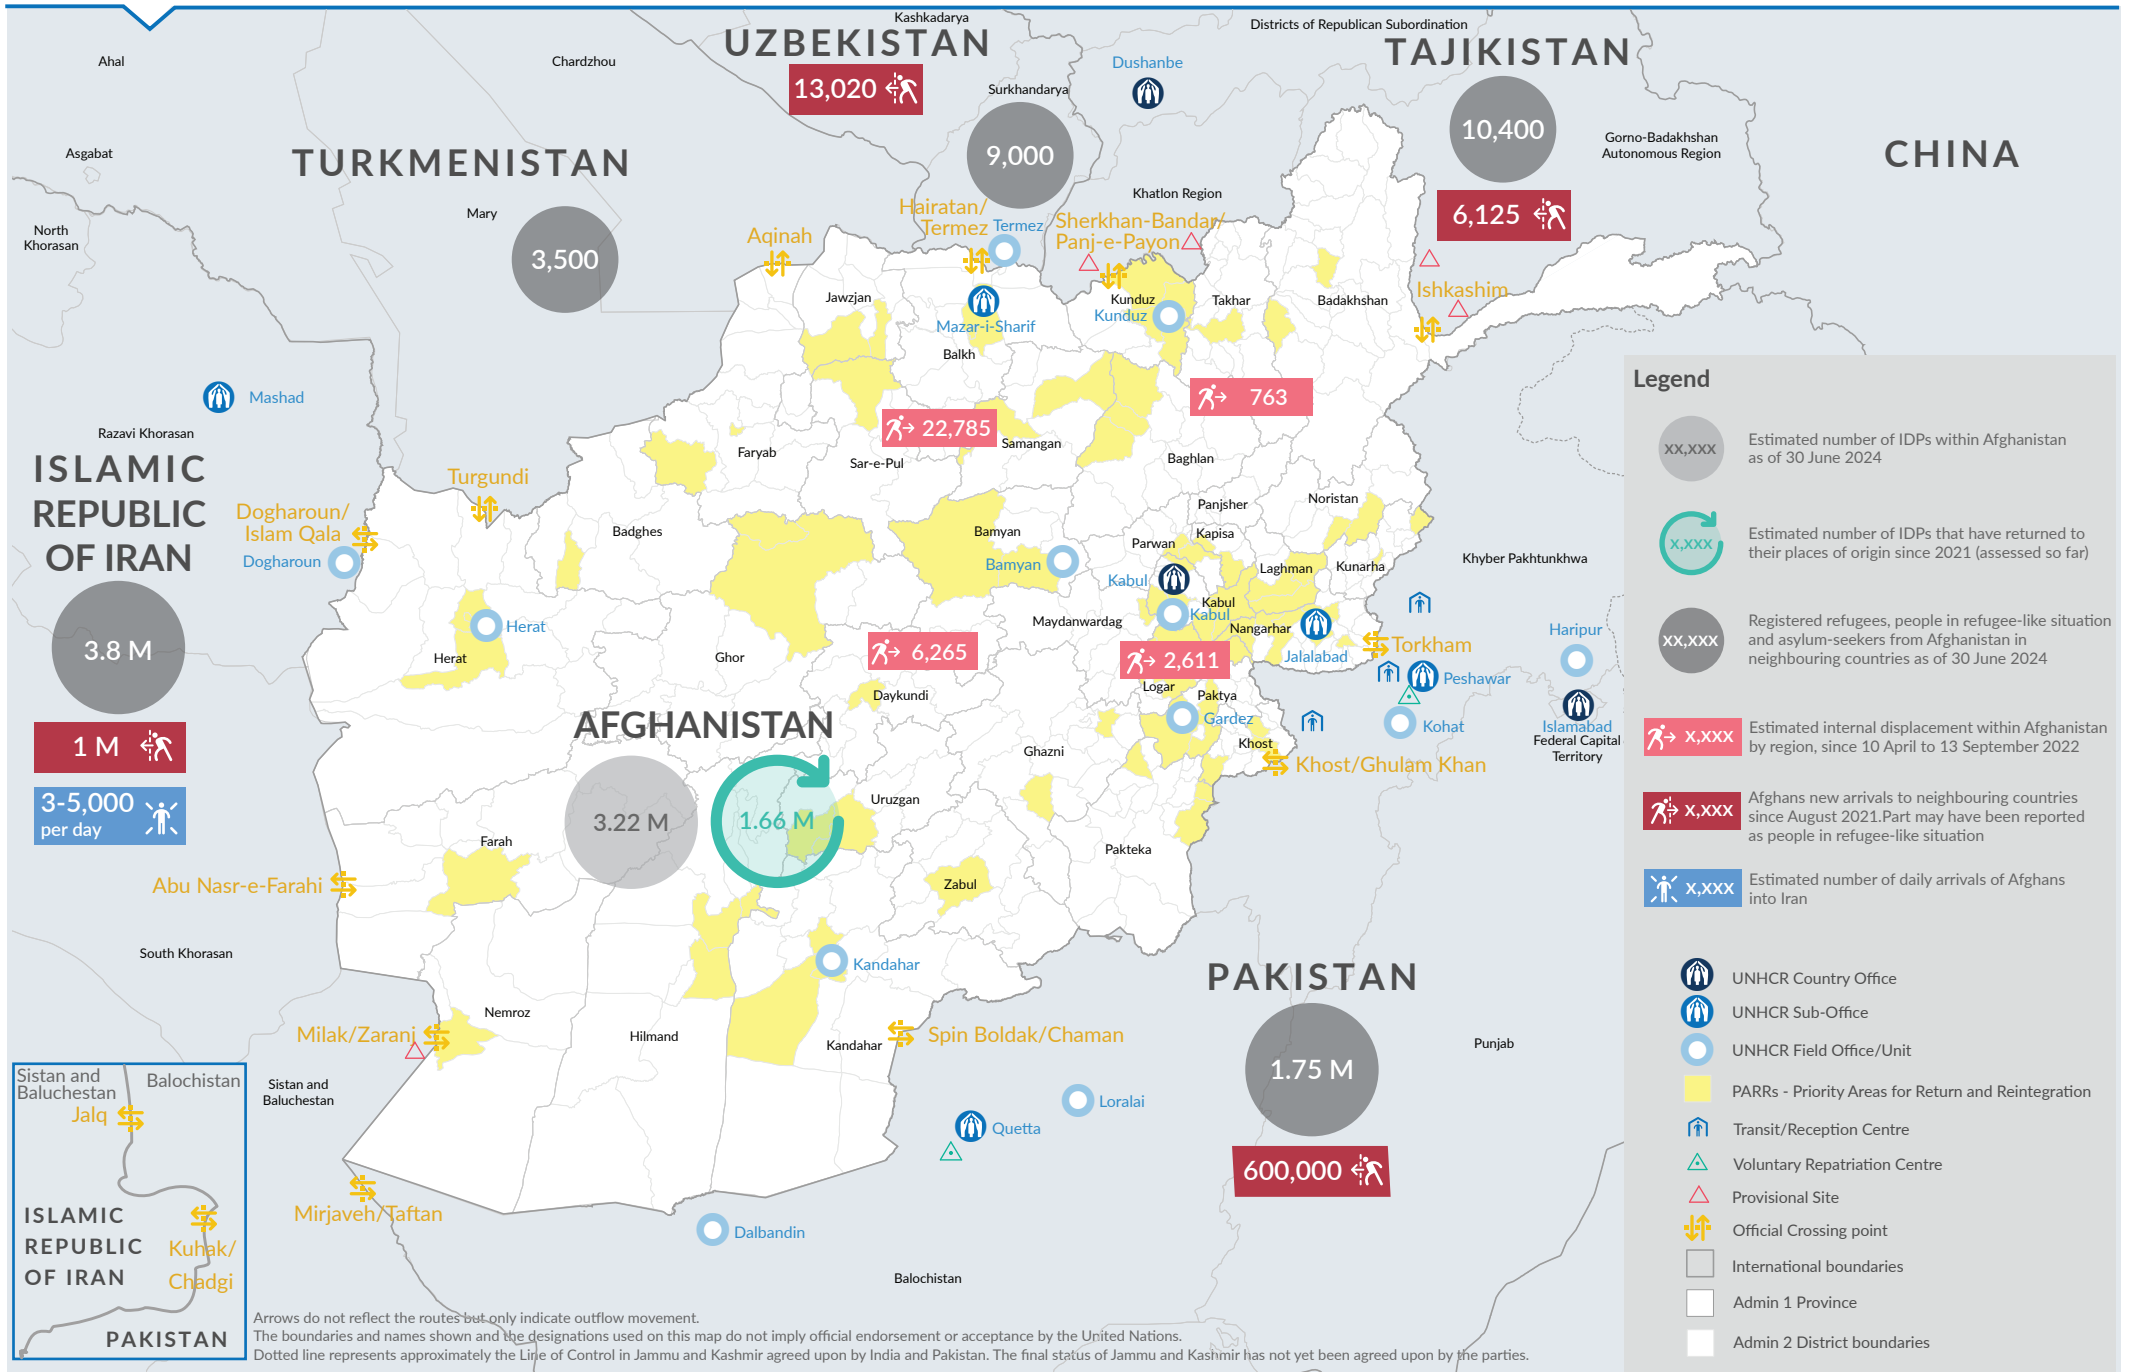 Kashkadarya
UZBEKISTAN
13,020
Districts of Republican Subordination
TAJIKISTAN
10,400
6,125
Ahal
Chardzhou
Surkhandarya
Dushanbe
9,000
Gorno-Badakhshan
Autonomous Region
CHINA
Asgabat
TURKMENISTAN
Mary
3,500
North
Khorasan
Khatlon Region
Hairatan/
Termez
Termez
Sherkhan-Bandar/
Panj-e-Payon
Aqinah
Ishkashim
Jawzjan
Mazar-i-Sharif
Balkh
Kunduz
Kunduz
Takhar
Badakhshan
Mashad
Razavi Khorasan
763
22,785
Samangan
Faryab
Sar-e-Pul
Baghlan
ISLAMIC
REPUBLIC
OF IRAN
3.8 M
1 M
3-5,000
per day
Turgundi
Dogharoun/
Islam Qala
Dogharoun
Badghes
Bamyan
Bamyan
Panjsher
Noristan
Kapisa
Parwan
Laghman
Kunarha
Kabul
Kabul
Kabul
Khyber Pakhtunkhwa
Herat
Herat
Ghor
Maydanwardag
Nangarhar
Jalalabad
Torkham
Haripur
6,265
2,611
Peshawar
Logar
Paktya
Daykundi
Gardez
Kohat
Islamabad
Federal Capital
Territory
AFGHANISTAN
3.22 M
1.66 M
Ghazni
Khost
Khost/Ghulam Khan
Uruzgan
Farah
Pakteka
Zabul
Abu Nasr-e-Farahi
South Khorasan
Kandahar
PAKISTAN
1.75 M
600,000
Nemroz
Hilmand
Milak/Zaranj
Kandahar
Spin Boldak/Chaman
Punjab
Sistan and
Baluchestan
Loralai
Quetta
Mirjaveh/Taftan
Dalbandin
Balochistan
Sistan and
Baluchestan
Balochistan
Jalq
ISLAMIC
REPUBLIC
OF IRAN
Kuhak/
Chadgi
PAKISTAN
Legend
XX,XXX
Estimated number of IDPs within Afghanistan
as of 30 June 2024
X,XXX
Estimated number of IDPs that have returned to
their places of origin since 2021 (assessed so far)
XX,XXX
Registered refugees, people in refugee-like situation
and asylum-seekers from Afghanistan in
neighbouring countries as of 30 June 2024
X,XXX
Estimated internal displacement within Afghanistan
by region, since 10 April to 13 September 2022
X,XXX
Afghans new arrivals to neighbouring countries
since August 2021.Part may have been reported
as people in refugee-like situation
X,XXX
Estimated number of daily arrivals of Afghans
into Iran
UNHCR Country Office
UNHCR Sub-Office
UNHCR Field Office/Unit
PARRs - Priority Areas for Return and Reintegration
Transit/Reception Centre
Voluntary Repatriation Centre
Provisional Site
Official Crossing point
International boundaries
Admin 1 Province
Admin 2 District boundaries
Arrows do not reflect the routes but only indicate outflow movement.
The boundaries and names shown and the designations used on this map do not imply official endorsement or acceptance by the United Nations.
Dotted line represents approximately the Line of Control in Jammu and Kashmir agreed upon by India and Pakistan. The final status of Jammu and Kashmir has not yet been agreed upon by the parties.